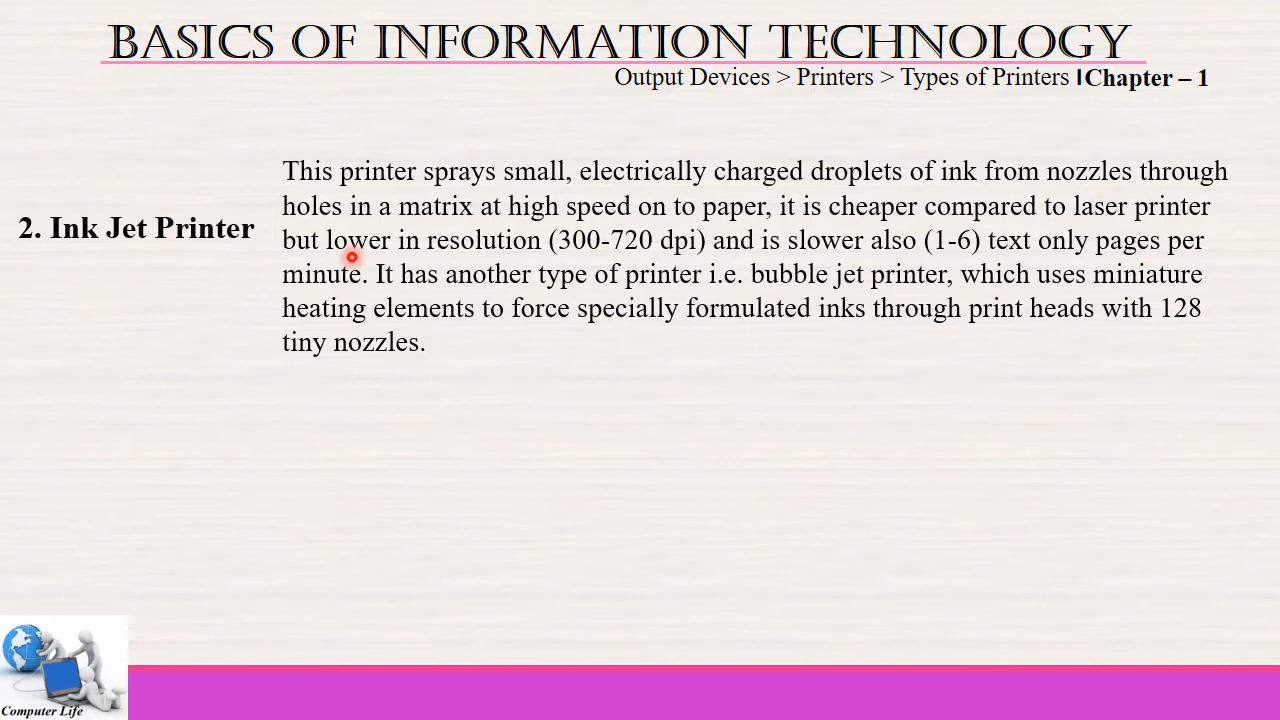 BASICS OF INFORMATION TECHNOLOGY
Output Devices > Printers > Types of Printers |Chapter – 1
2. Ink Jet Printer
This printer sprays small, electrically charged droplets of ink from nozzles through
holes in a matrix at high speed on to paper, it is cheaper compared to laser printer
but lower in resolution (300-720 dpi) and is slower also (1-6) text only pages per
minute. It has another type of printer i.e. bubble jet printer, which uses miniature
heating elements to force specially formulated inks through print heads with 128
tiny nozzles.
Computer Life